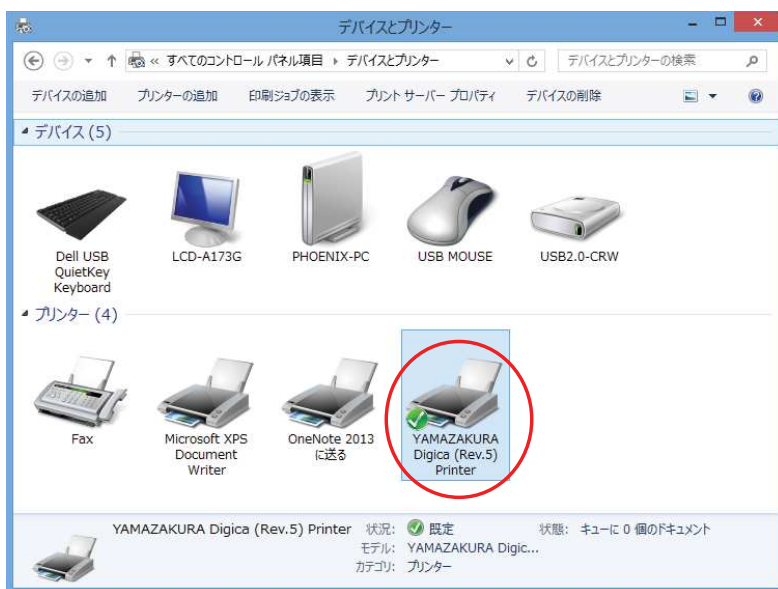 デバイスとプリンター
« すべてのコントロール パネル項目 ▸ デバイスとプリンター
デバイスとプリンターの検索
デバイスの追加 プリンターの追加 印刷ジョブの表示 プリント サーバー プロパティ デバイスの削除
デバイス (5)
Dell USB
QuietKey
Keyboard
LCD-A173G
PHOENIX-PC
USB MOUSE
USB2.0-CRW
プリンター (4)
Fax
Microsoft XPS
Document
Writer
OneNote 2013
に送る
YAMAZAKURA
Digica (Rev.5)
Printer
YAMAZAKURA Digica (Rev.5) Printer 状況: 既定 状態: キューに 0 個のドキュメント
モデル: YAMAZAKURA Digic...
カテゴリ: プリンター